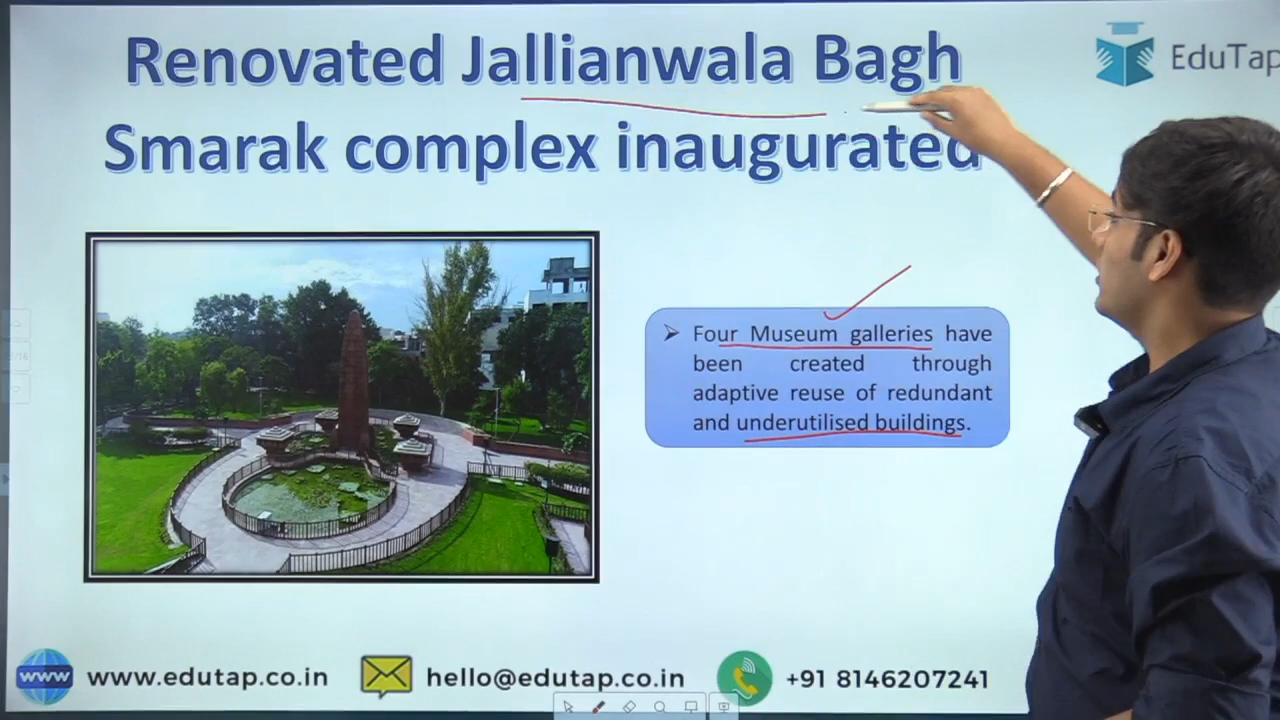 Renovated Jallianwala Bagh
EduTap
Smarak complex inaugurated
Four Museum galleries have
been created through
adaptive reuse of redundant
and underutilised buildings.
www
www.edutap.co.in
hello@edutap.co.in
+91 8146207241